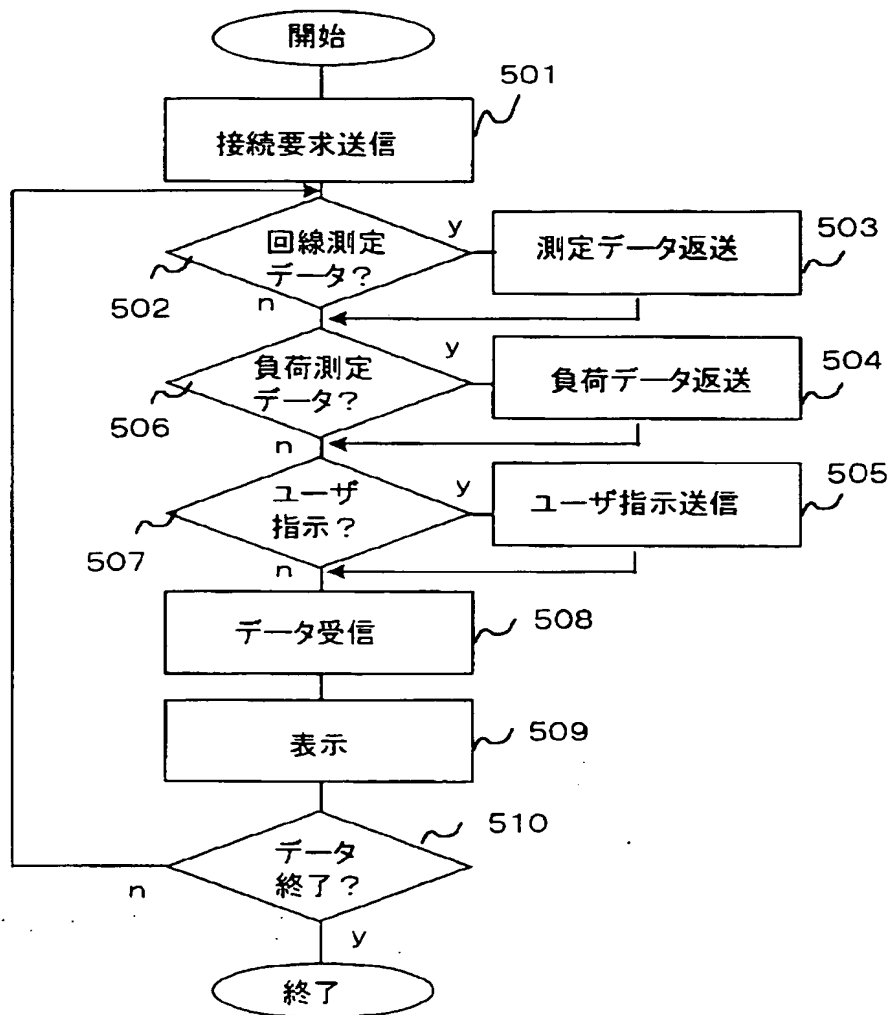 開始
501
接続要求送信
回線測定
データ?
y
測定データ返送
503
502
n
負荷測定
データ?
y
負荷データ返送
504
506
n
ユーザ
指示?
y
ユーザ指示送信
505
507
n
データ受信
508
表示
509
データ
終了?
510
n
y
終了